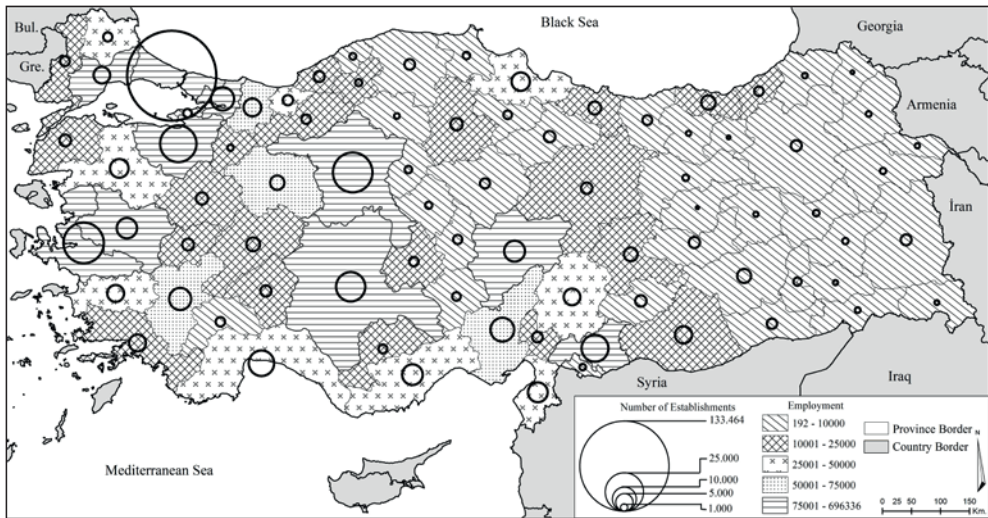 Black Sea
Bul.
Georgia
Gre.
Armenia
İran
Syria
Iraq
Mediterranean Sea
Number of Establishments
133.464
25.000
10.000
5.000
1.000
Employment
192 - 10000
10001 - 25000
25001 - 50000
50001 - 75000
75001 - 696336
Province Border
Country Border
N
0 25 50 100 150
Km.